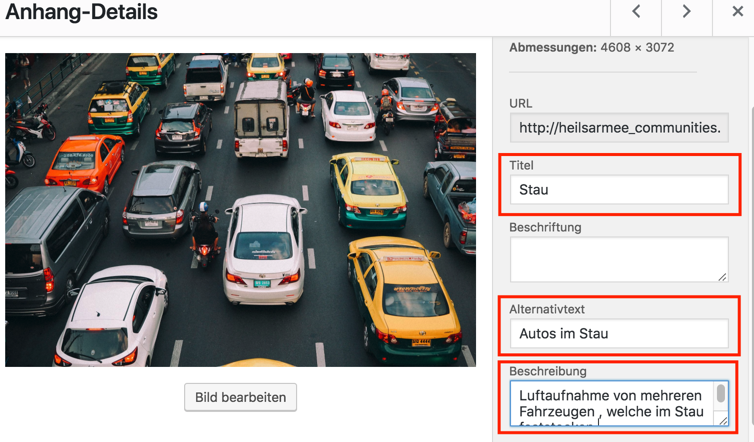 Anhang-Details
Abmessungen: 4608 × 3072
URL
http://heilsarmee_communities.
Titel
Stau
Beschriftung
Alternativtext
Autos im Stau
Beschreibung
Luftaufnahme von mehreren
Fahrzeugen , welche im Stau
feststecken.
Bild bearbeiten